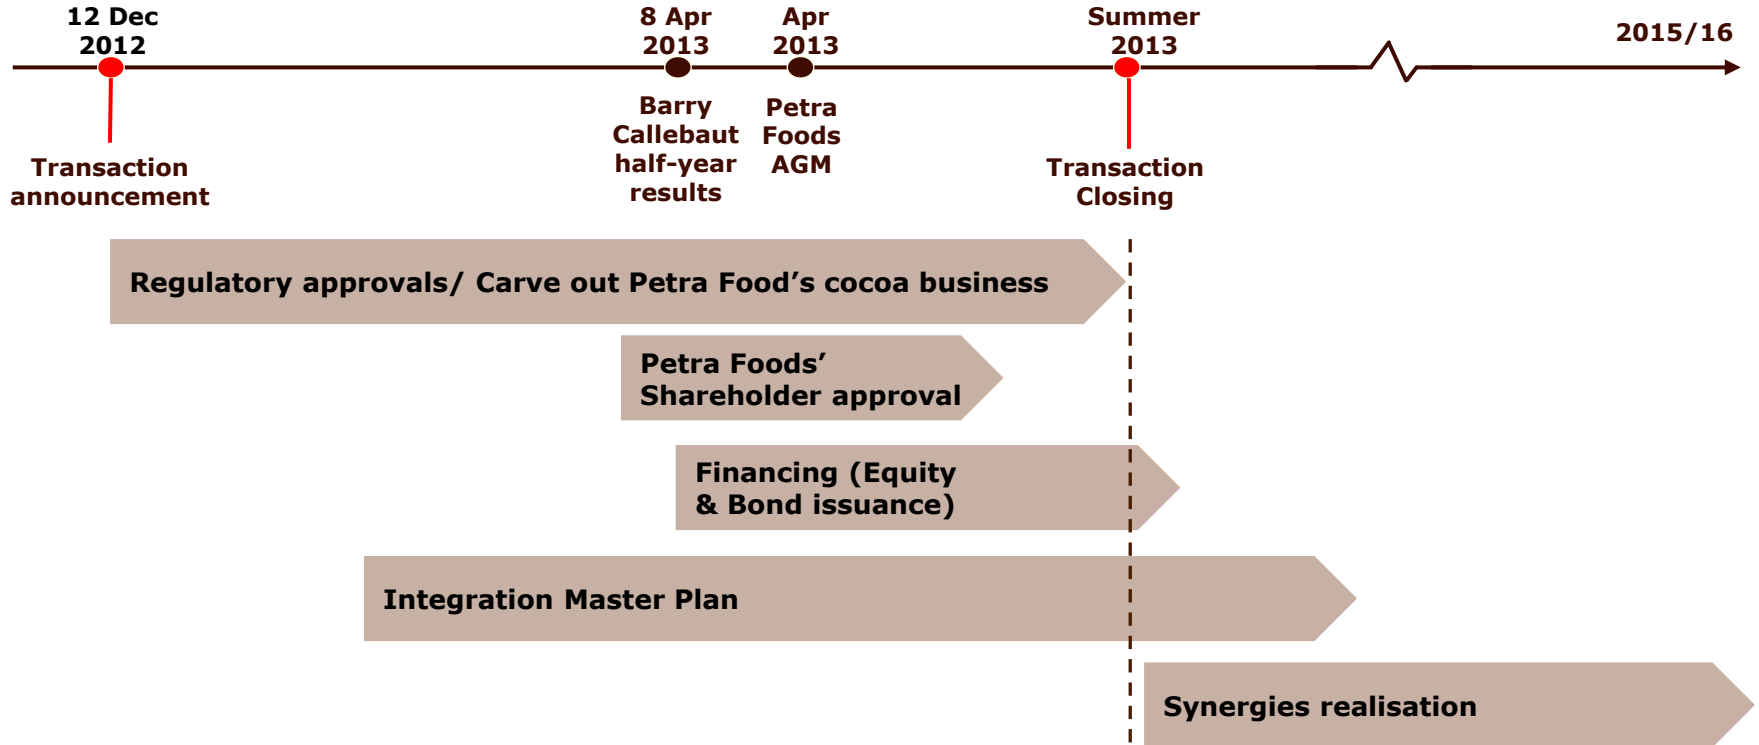 12 Dec
2012
8 Apr
2013
Apr
2013
Summer
2013
2015/16
Transaction
announcement
Barry
Callebaut
half-year
results
Petra
Foods
AGM
Transaction
Closing
Regulatory approvals/ Carve out Petra Food’s cocoa business
Petra Foods’
Shareholder approval
Financing (Equity
& Bond issuance)
Integration Master Plan
Synergies realisation